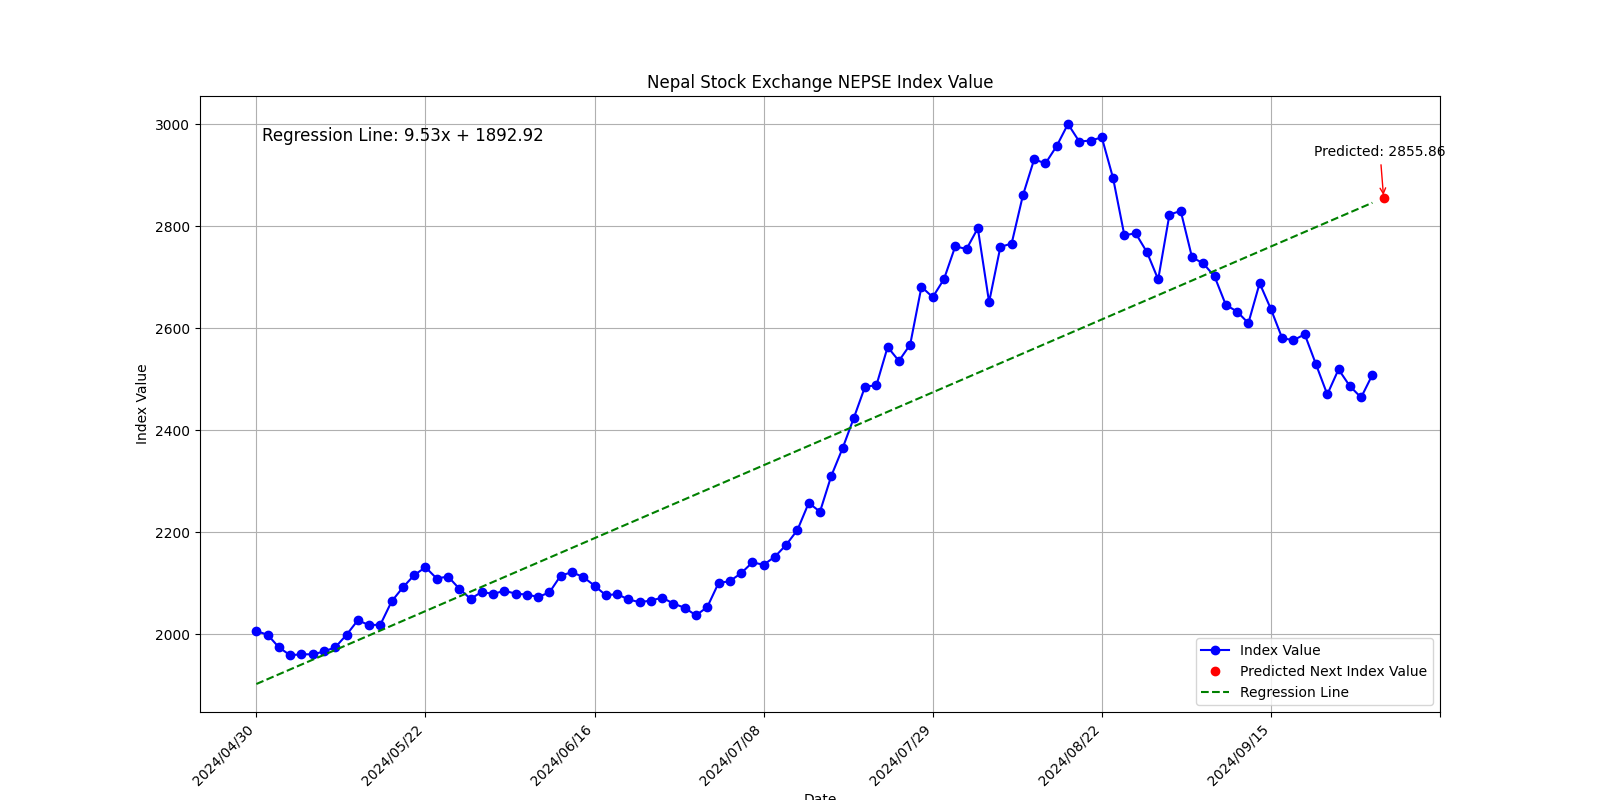 Nepal Stock Exchange NEPSE Index Value
3000
Regression Line: 9.53x + 1892.92
Predicted: 2855.86
2800
2600
2400
2200
2000
Index Value
Index Value
Predicted Next Index Value
Regression Line
2024/04/30
2024/05/22
2024/06/16
2024/07/08
2024/07/29
2024/08/22
2024/09/15
Date